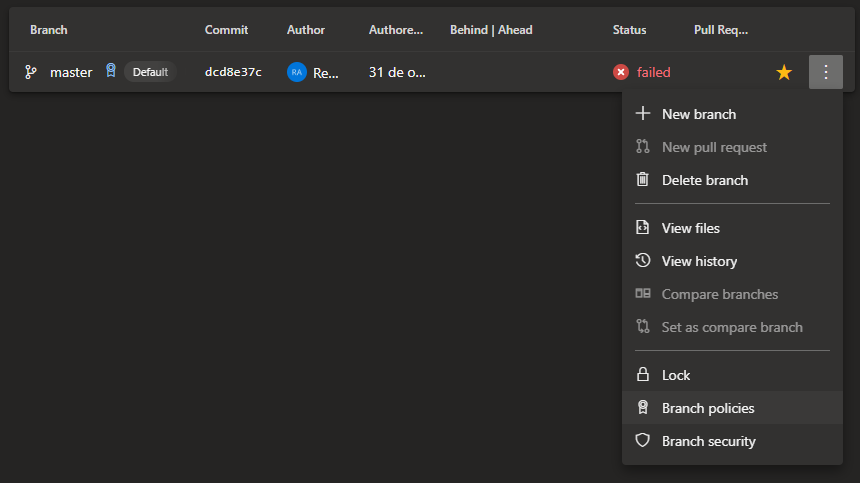 Branch Commit Author Authore... Behind | Ahead Status Pull Req...
master Default dcd8e37c RA Re... 31 de o... failed
New branch
New pull request
Delete branch
View files
View history
Compare branches
Set as compare branch
Lock
Branch policies
Branch security